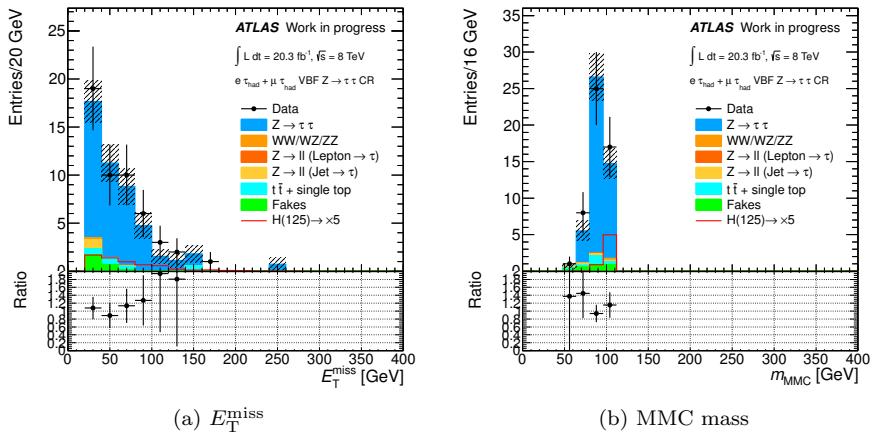 ATLAS Work in progress
∫ L dt = 20.3 fb⁻¹, √s = 8 TeV
e τhad + μ τhad VBF Z → τ τ CR
Data
Z → τ τ
WW/WZ/ZZ
Z → ll (Lepton → τ)
Z → ll (Jet → τ)
t t̄ + single top
Fakes
H(125) → ×5
Entries/20 GeV
25
20
15
10
5
0
Ratio
1.8
1.6
1.4
1.2
1
0.8
0.6
0.4
0.2
0
0 50 100 150 200 250 300 350 400
E_T^miss [GeV]
(a) E_T^miss
ATLAS Work in progress
∫ L dt = 20.3 fb⁻¹, √s = 8 TeV
e τhad + μ τhad VBF Z → τ τ CR
Data
Z → τ τ
WW/WZ/ZZ
Z → ll (Lepton → τ)
Z → ll (Jet → τ)
t t̄ + single top
Fakes
H(125) → ×5
Entries/16 GeV
35
30
25
20
15
10
5
0
Ratio
1.8
1.6
1.4
1.2
1
0.8
0.6
0.4
0.2
0
0 50 100 150 200 250 300 350 400
m_MMC [GeV]
(b) MMC mass